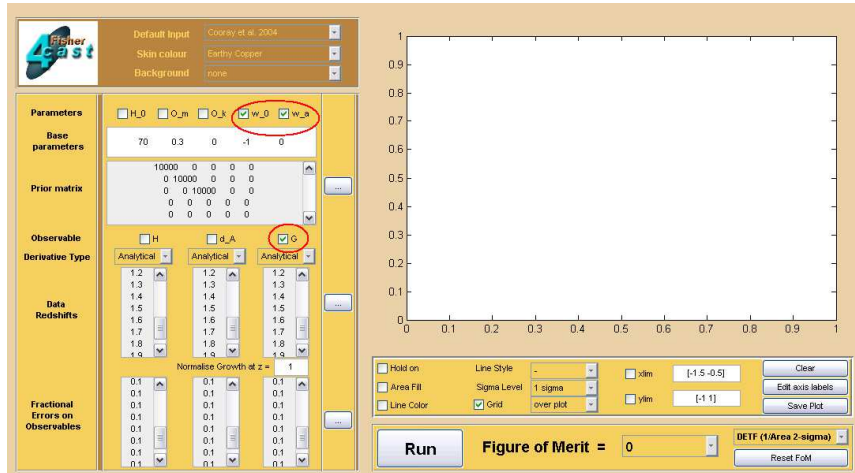 Fisher
4cast
Default Input Cooray et al. 2004
Skin colour Earthy Copper
Background none
Parameters H_0 O_m O_k w_0 w_a
Base parameters 70 0.3 0 -1 0
Prior matrix
10000 0 0 0 0
0 10000 0 0 0
0 0 10000 0 0
0 0 0 0 0
0 0 0 0 0
...
Observable H d_A G
Derivative Type Analytical Analytical Analytical
Data Redshifts
1.2 1.2 1.2
1.3 1.3 1.3
1.4 1.4 1.4
1.5 1.5 1.5
1.6 1.6 1.6
1.7 1.7 1.7
1.8 1.8 1.8
1.9 1.9 1.9
...
Normalise Growth at z = 1
Fractional Errors on Observables
0.1 0.1 0.1
0.1 0.1 0.1
0.1 0.1 0.1
0.1 0.1 0.1
0.1 0.1 0.1
0.1 0.1 0.1
0.1 0.1 0.1
0.1 0.1 0.1
...
1
0.9
0.8
0.7
0.6
0.5
0.4
0.3
0.2
0.1
0
0 0.1 0.2 0.3 0.4 0.5 0.6 0.7 0.8 0.9 1
Hold on Line Style - xlim [-1.5 -0.5] Clear
Area Fill Sigma Level 1 sigma Edit axis labels
Line Color Grid over plot ylim [-1 1] Save Plot
Run Figure of Merit = 0 DETF (1/Area 2-sigma)
Reset FoM